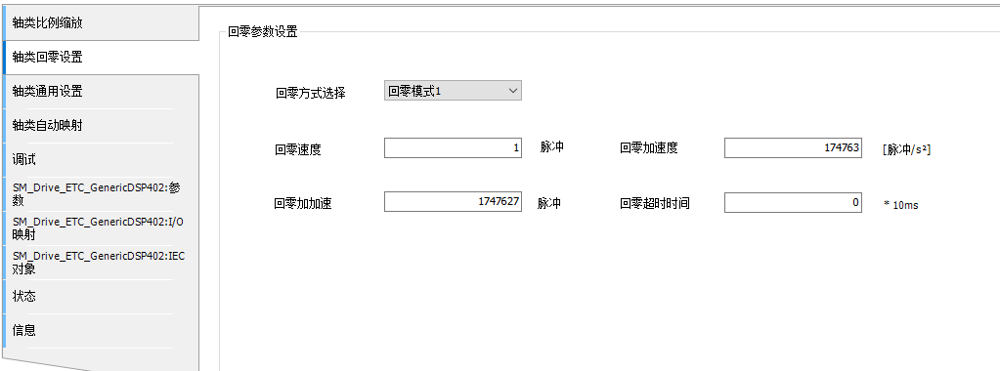 轴类比例缩放
轴类回零设置
轴类通用设置
轴类自动映射
调试
SM_Drive_ETC_GenericDSP402:参
数
SM_Drive_ETC_GenericDSP402:I/O
映射
SM_Drive_ETC_GenericDSP402:IEC
对象
状态
信息
回零参数设置
回零方式选择 回零模式1
回零速度 1 脉冲 回零加速度 174763 [脉冲/s²]
回零加加速 1747627 脉冲 回零超时时间 0 * 10ms